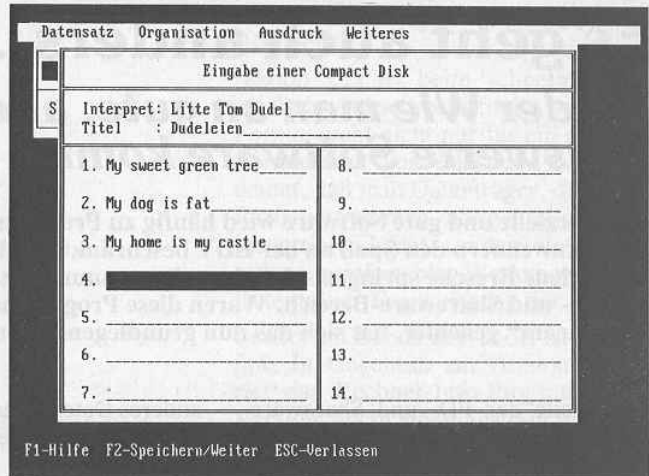 Datensatz Organisation Ausdruck Weiteres
Eingabe einer Compact Disk
S
Interpret: Litte Tom Dudel
Titel : Dudeleien
1. My sweet green tree
2. My dog is fat
3. My home is my castle
4.
5.
6.
7.
8.
9.
10.
11.
12.
13.
14.
F1-Hilfe F2-Speichern/Weiter ESC-Verlassen